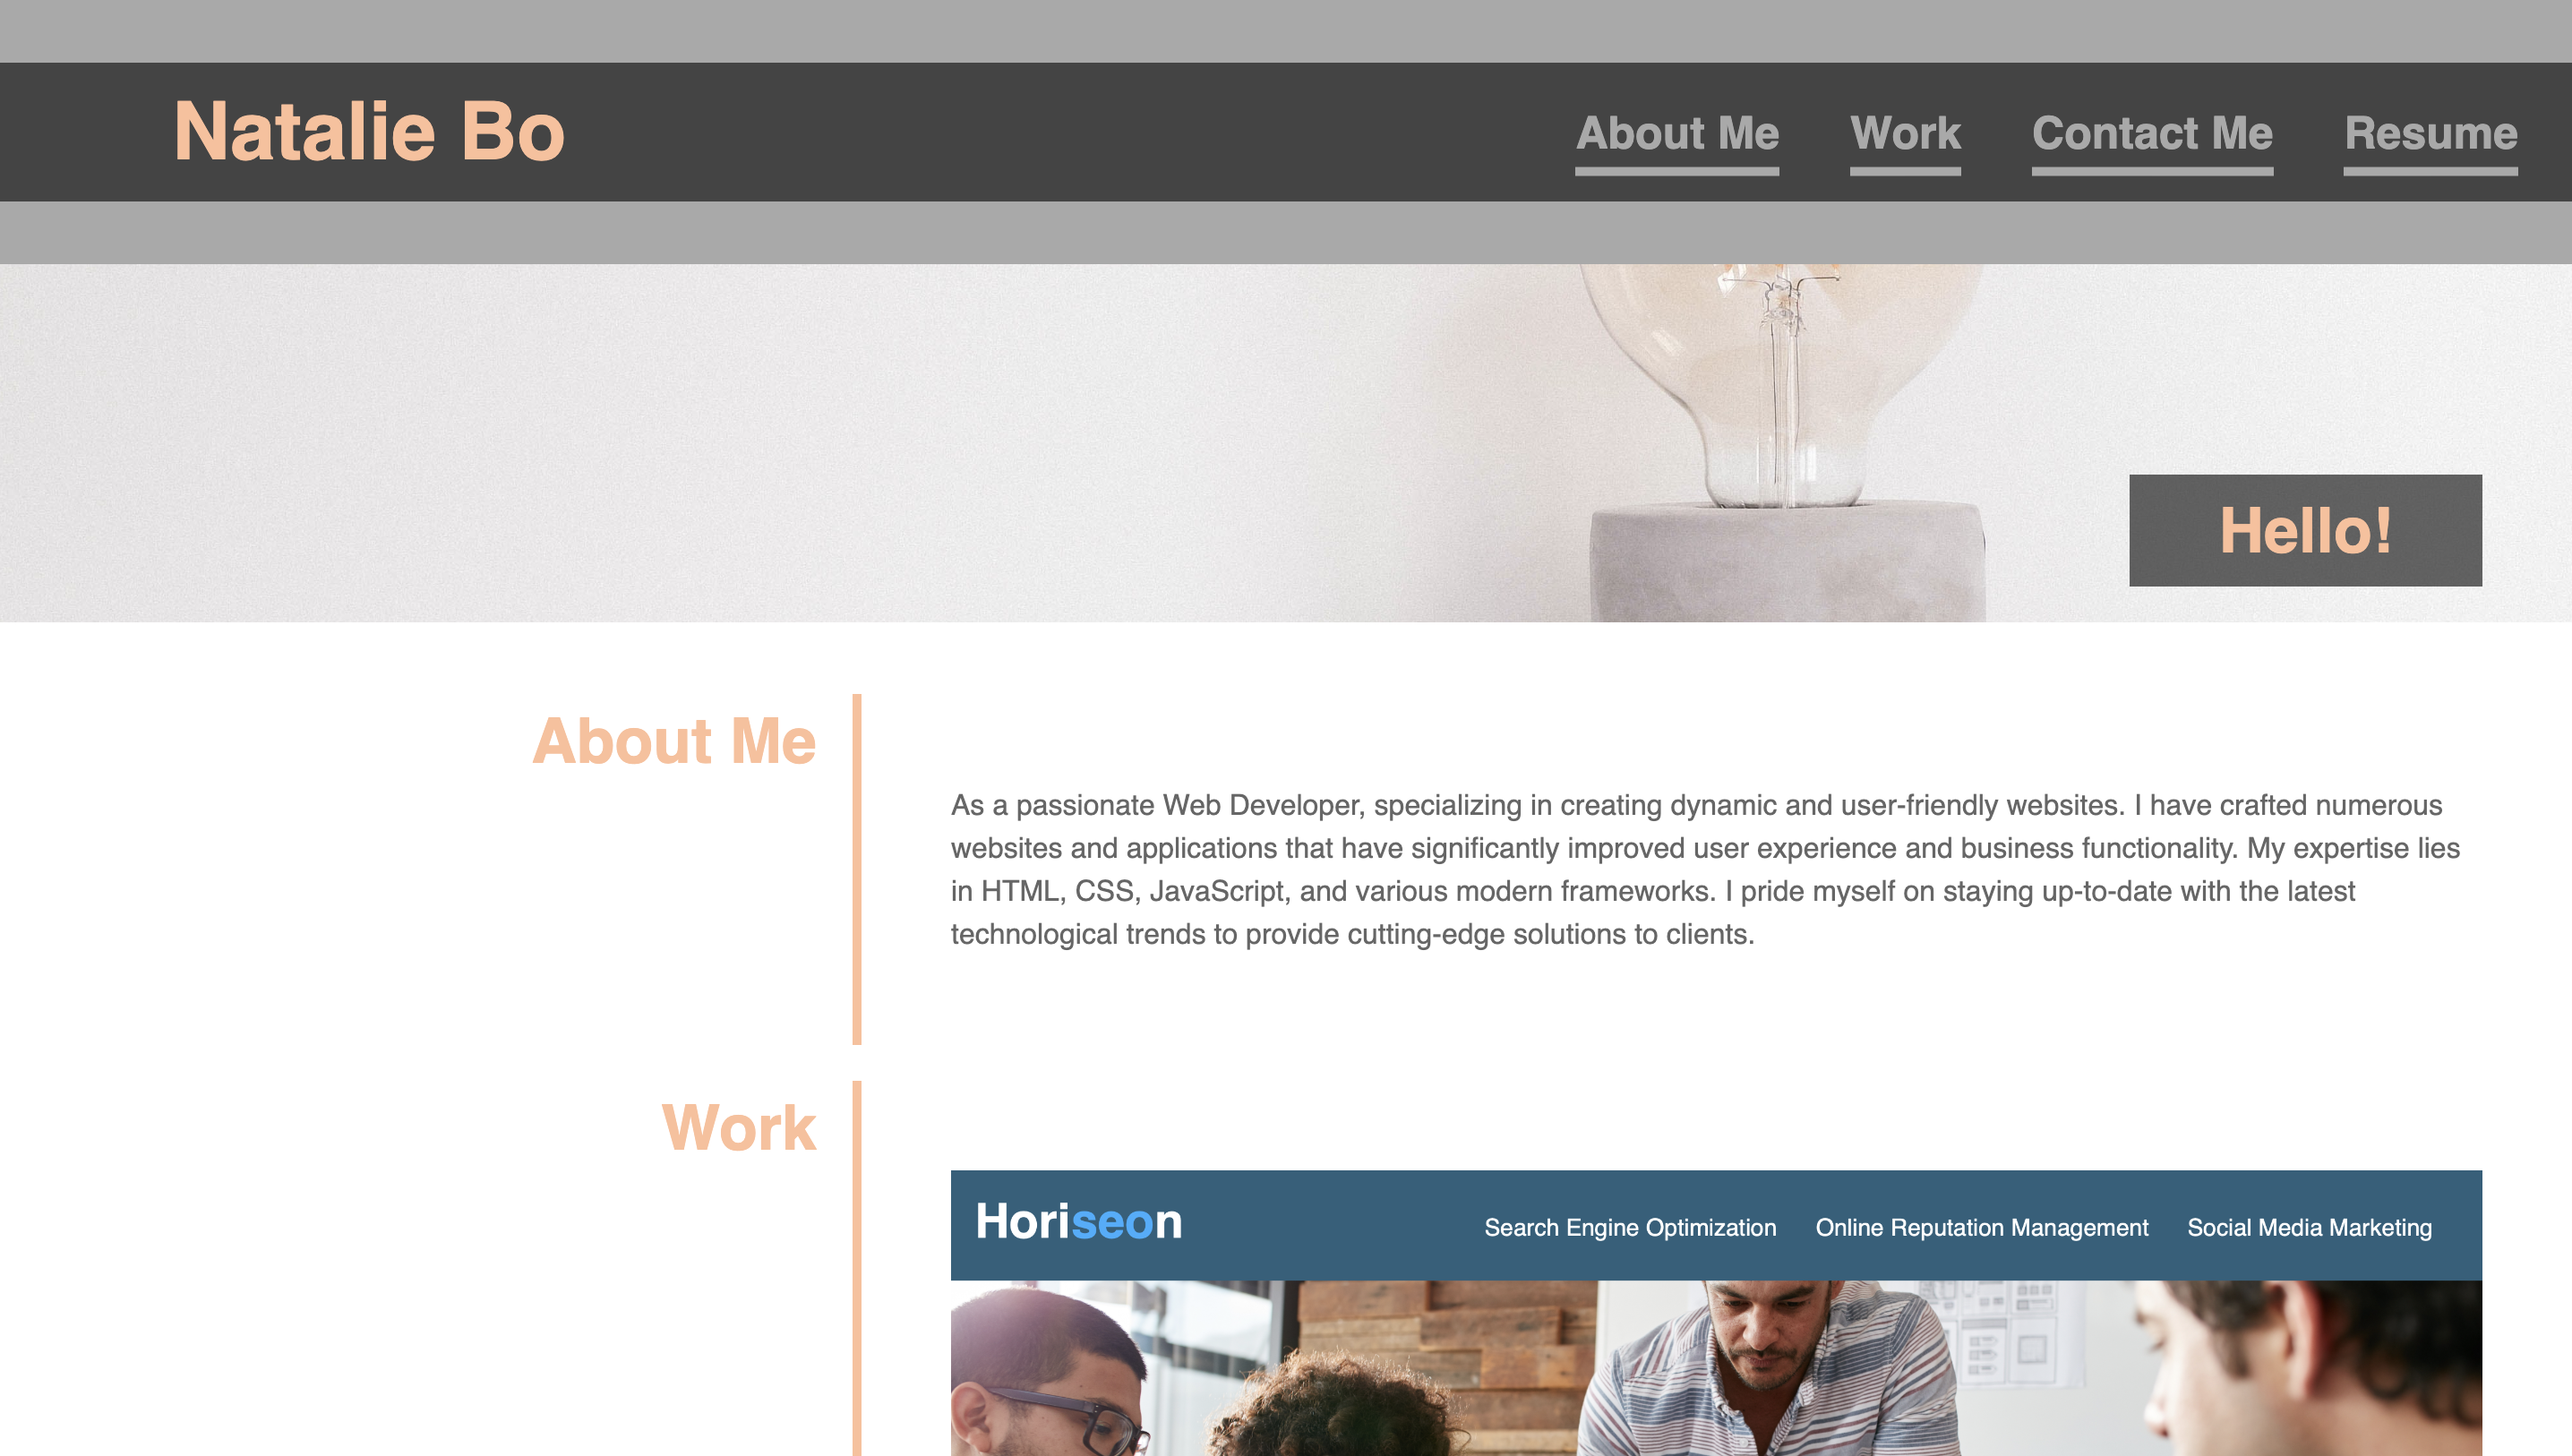 Natalie Bo
About Me Work Contact Me Resume
Hello!
About Me
As a passionate Web Developer, specializing in creating dynamic and user-friendly websites. I have crafted numerous
websites and applications that have significantly improved user experience and business functionality. My expertise lies
in HTML, CSS, JavaScript, and various modern frameworks. I pride myself on staying up-to-date with the latest
technological trends to provide cutting-edge solutions to clients.
Work
Horiseon
Search Engine Optimization Online Reputation Management Social Media Marketing